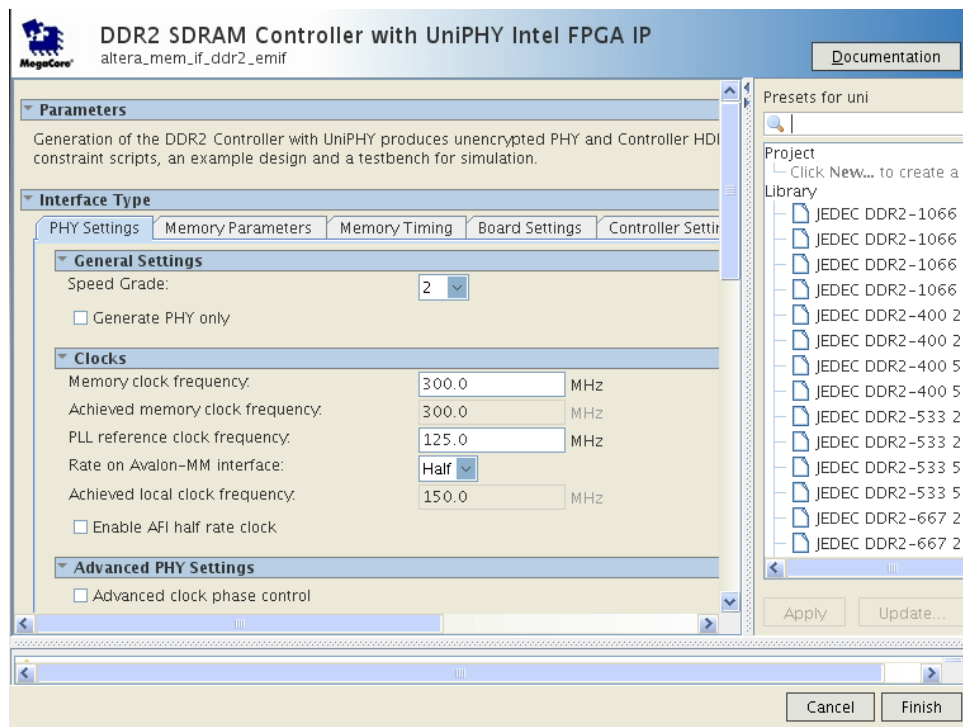 DDR2 SDRAM Controller with UniPHY Intel FPGA IP
MegaCore®
altera_mem_if_ddr2_emif
Documentation
Parameters
Generation of the DDR2 Controller with UniPHY produces unencrypted PHY and Controller HDL
constraint scripts, an example design and a testbench for simulation.
Interface Type
PHY Settings Memory Parameters Memory Timing Board Settings Controller Settin
General Settings
Speed Grade: 2
Generate PHY only
Clocks
Memory clock frequency: 300.0 MHz
Achieved memory clock frequency: 300.0 MHz
PLL reference clock frequency: 125.0 MHz
Rate on Avalon-MM interface: Half
Achieved local clock frequency: 150.0 MHz
Enable AFI half rate clock
Advanced PHY Settings
Advanced clock phase control
Presets for uni
Project
Click New... to create a
Library
JEDEC DDR2-1066
JEDEC DDR2-1066
JEDEC DDR2-1066
JEDEC DDR2-1066
JEDEC DDR2-400 2
JEDEC DDR2-400 2
JEDEC DDR2-400 5
JEDEC DDR2-400 5
JEDEC DDR2-533 2
JEDEC DDR2-533 2
JEDEC DDR2-533 5
JEDEC DDR2-533 5
JEDEC DDR2-667 2
JEDEC DDR2-667 2
Apply Update...
Cancel Finish